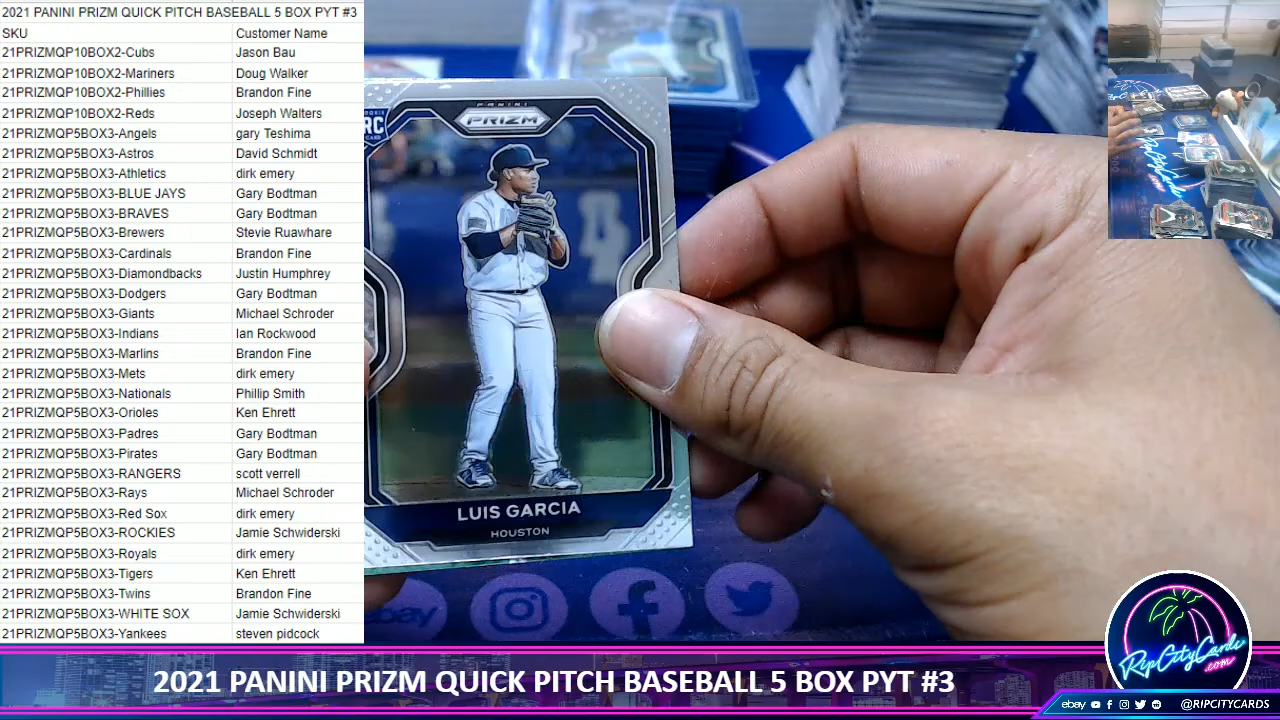 2021 PANINI PRIZM QUICK PITCH BASEBALL 5 BOX PYT #3
SKU Customer Name
21PRIZMQP10BOX2-Cubs Jason Bau
21PRIZMQP10BOX2-Mariners Doug Walker
21PRIZMQP10BOX2-Phillies Brandon Fine
21PRIZMQP10BOX2-Reds Joseph Walters
21PRIZMQP5BOX3-Angels gary Teshima
21PRIZMQP5BOX3-Astros David Schmidt
21PRIZMQP5BOX3-Athletics dirk emery
21PRIZMQP5BOX3-BLUE JAYS Gary Bodtman
21PRIZMQP5BOX3-BRAVES Gary Bodtman
21PRIZMQP5BOX3-Brewers Stevie Ruawhare
21PRIZMQP5BOX3-Cardinals Brandon Fine
21PRIZMQP5BOX3-Diamondbacks Justin Humphrey
21PRIZMQP5BOX3-Dodgers Gary Bodtman
21PRIZMQP5BOX3-Giants Michael Schroder
21PRIZMQP5BOX3-Indians Ian Rockwood
21PRIZMQP5BOX3-Marlins Brandon Fine
21PRIZMQP5BOX3-Mets dirk emery
21PRIZMQP5BOX3-Nationals Phillip Smith
21PRIZMQP5BOX3-Orioles Ken Ehrett
21PRIZMQP5BOX3-Padres Gary Bodtman
21PRIZMQP5BOX3-Pirates Gary Bodtman
21PRIZMQP5BOX3-RANGERS scott verrell
21PRIZMQP5BOX3-Rays Michael Schroder
21PRIZMQP5BOX3-Red Sox dirk emery
21PRIZMQP5BOX3-ROCKIES Jamie Schwiderski
21PRIZMQP5BOX3-Royals dirk emery
21PRIZMQP5BOX3-Tigers Ken Ehrett
21PRIZMQP5BOX3-Twins Brandon Fine
21PRIZMQP5BOX3-WHITE SOX Jamie Schwiderski
21PRIZMQP5BOX3-Yankees steven pidcock
PANINI
PRIZM
RC
LUIS GARCIA
HOUSTON
ebay
RipCityCards
.com
2021 PANINI PRIZM QUICK PITCH BASEBALL 5 BOX PYT #3
ebay @RIPCITYCARDS